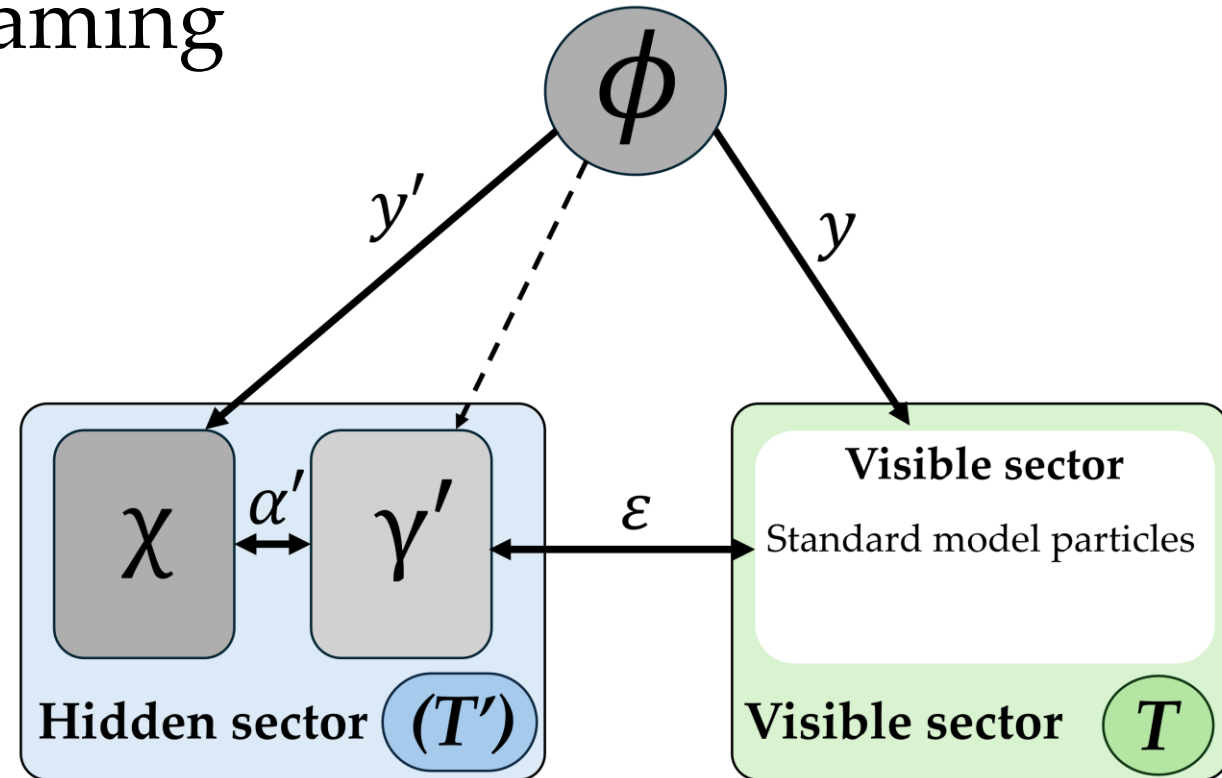 aming
ϕ
y′
y
χ
α′
γ′
ε
Visible sector
Standard model particles
Hidden sector
(T′)
Visible sector
T